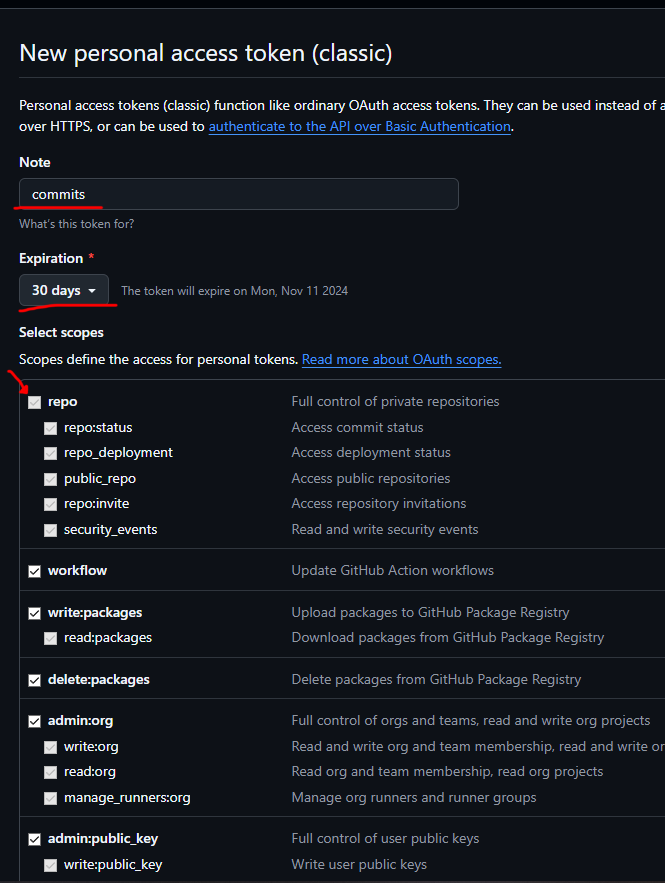 New personal access token (classic)
Personal access tokens (classic) function like ordinary OAuth access tokens. They can be used instead of a
over HTTPS, or can be used to authenticate to the API over Basic Authentication.
Note
commits
What's this token for?
Expiration *
30 days The token will expire on Mon, Nov 11 2024
Select scopes
Scopes define the access for personal tokens. Read more about OAuth scopes.
repo Full control of private repositories
repo:status Access commit status
repo_deployment Access deployment status
public_repo Access public repositories
repo:invite Access repository invitations
security_events Read and write security events
workflow Update GitHub Action workflows
write:packages Upload packages to GitHub Package Registry
read:packages Download packages from GitHub Package Registry
delete:packages Delete packages from GitHub Package Registry
admin:org Full control of orgs and teams, read and write org projects
write:org Read and write org and team membership, read and write or
read:org Read org and team membership, read org projects
manage_runners:org Manage org runners and runner groups
admin:public_key Full control of user public keys
write:public_key Write user public keys